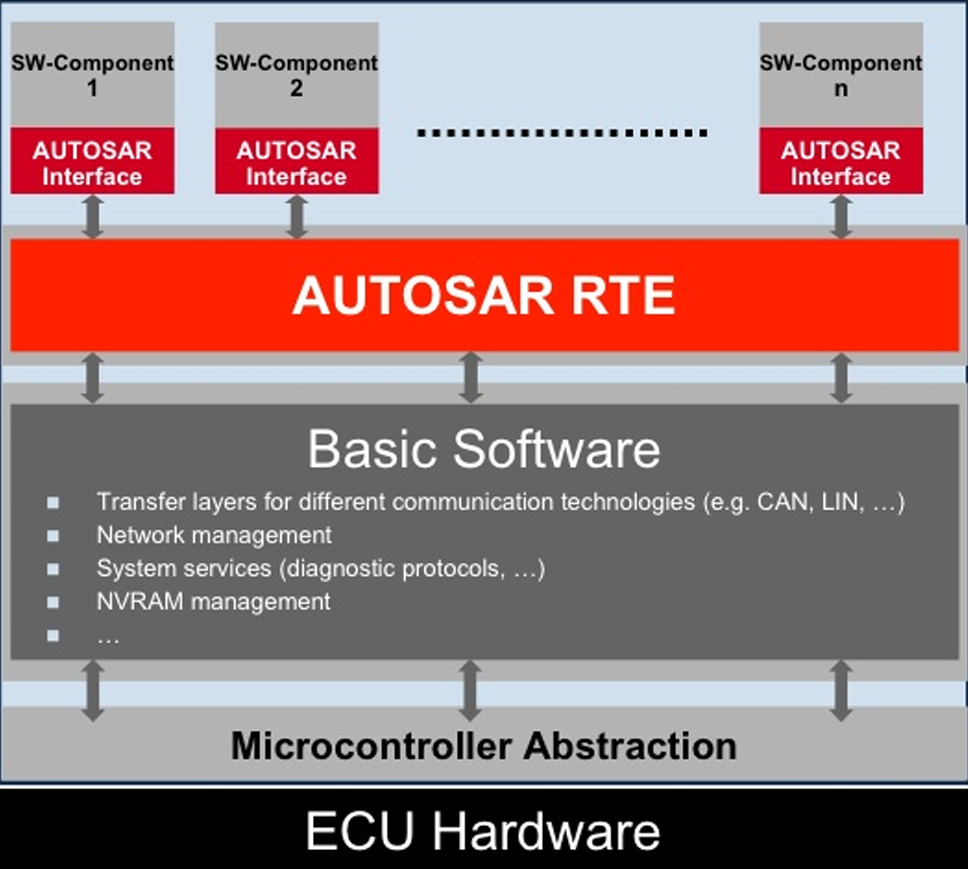 SW-Component
1
AUTOSAR
Interface
SW-Component
2
AUTOSAR
Interface
SW-Component
n
AUTOSAR
Interface
AUTOSAR RTE
Basic Software
Transfer layers for different communication technologies (e.g. CAN, LIN, …)
Network management
System services (diagnostic protocols, …)
NVRAM management
…
Microcontroller Abstraction
ECU Hardware